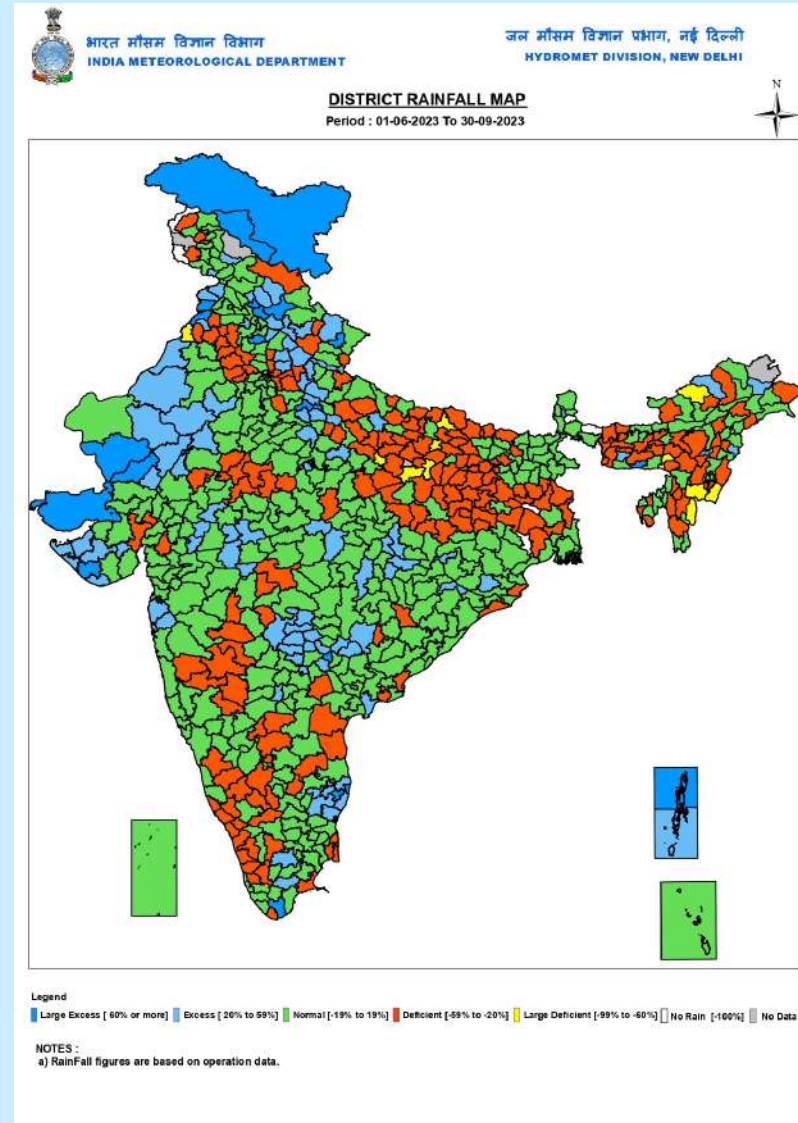 भारत मौसम विज्ञान विभाग
INDIA METEOROLOGICAL DEPARTMENT
जल मौसम विज्ञान प्रभाग, नई दिल्ली
HYDROMET DIVISION, NEW DELHI
DISTRICT RAINFALL MAP
Period : 01-06-2023 To 30-09-2023
N
Legend
Large Excess [ 60% or more] Excess [ 20% to 59%] Normal [-19% to 19%] Deficient [-59% to -20%] Large Deficient [-99% to -60%] No Rain [-100%] No Data
NOTES :
a) RainFall figures are based on operation data.